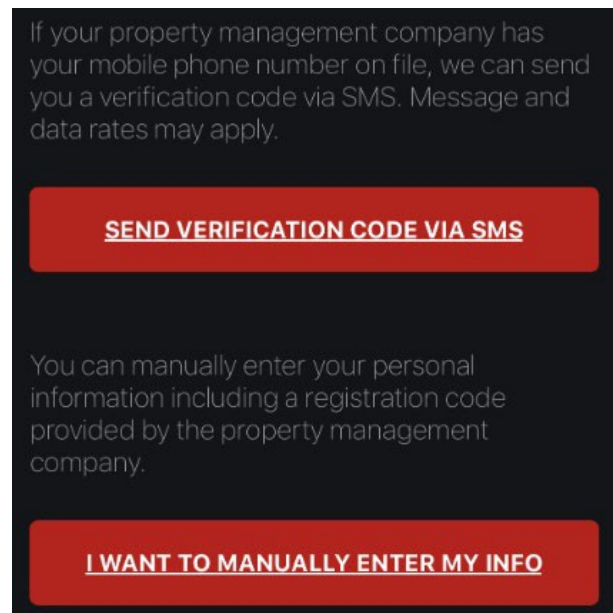 If your property management company has
your mobile phone number on file, we can send
you a verification code via SMS. Message and
data rates may apply.
SEND VERIFICATION CODE VIA SMS
You can manually enter your personal
information including a registration code
provided by the property management
company.
I WANT TO MANUALLY ENTER MY INFO